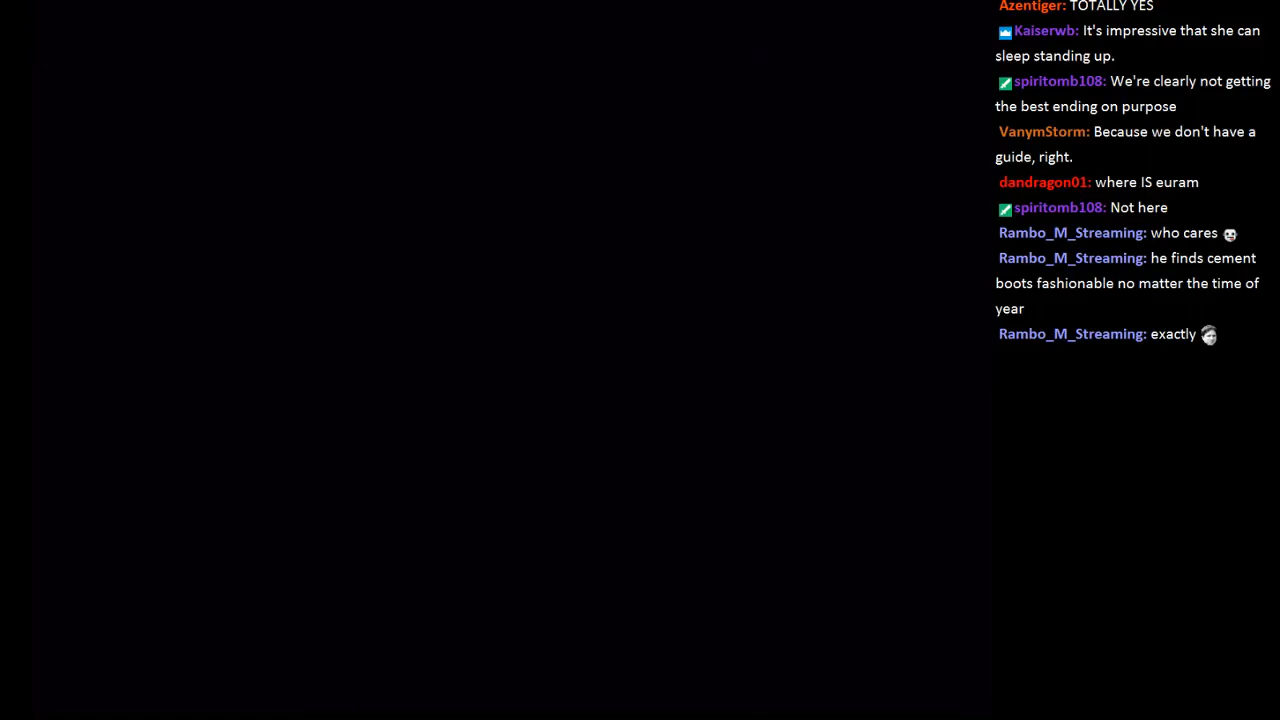 Azentiger: TOTALLY YES
Kaiserwb: It's impressive that she can
sleep standing up.
spiritomb108: We're clearly not getting
the best ending on purpose
VanymStorm: Because we don't have a
guide, right.
dandragon01: where IS euram
spiritomb108: Not here
Rambo_M_Streaming: who cares
Rambo_M_Streaming: he finds cement
boots fashionable no matter the time of
year
Rambo_M_Streaming: exactly